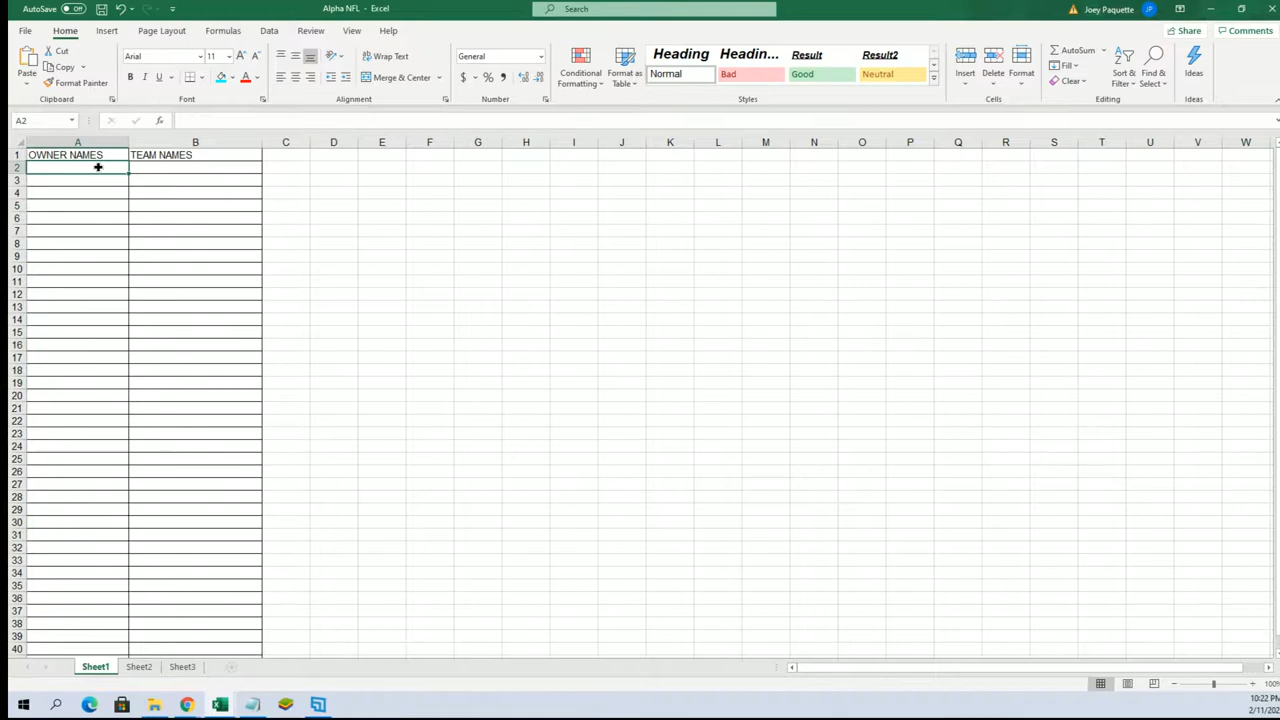 AutoSave Off Alpha NFL - Excel Search Joey Paquette JP
File Home Insert Page Layout Formulas Data Review View Help Share Comments
Paste Cut Copy Format Painter Clipboard
Arial 11 B I U A Font
Wrap Text Merge & Center Alignment
General $ % Number
Conditional Formatting Format as Table
Heading Headin... Result Result2
Normal Bad Good Neutral
Styles
Insert Delete Format Cells
AutoSum Fill Clear Sort & Filter Find & Select Editing
Ideas Ideas
A2 fx
A B C D E F G H I J K L M N O P Q R S T U V W
1 OWNER NAMES TEAM NAMES
2
3
4
5
6
7
8
9
10
11
12
13
14
15
16
17
18
19
20
21
22
23
24
25
26
27
28
29
30
31
32
33
34
35
36
37
38
39
40
Sheet1 Sheet2 Sheet3
100%
10:22 PM